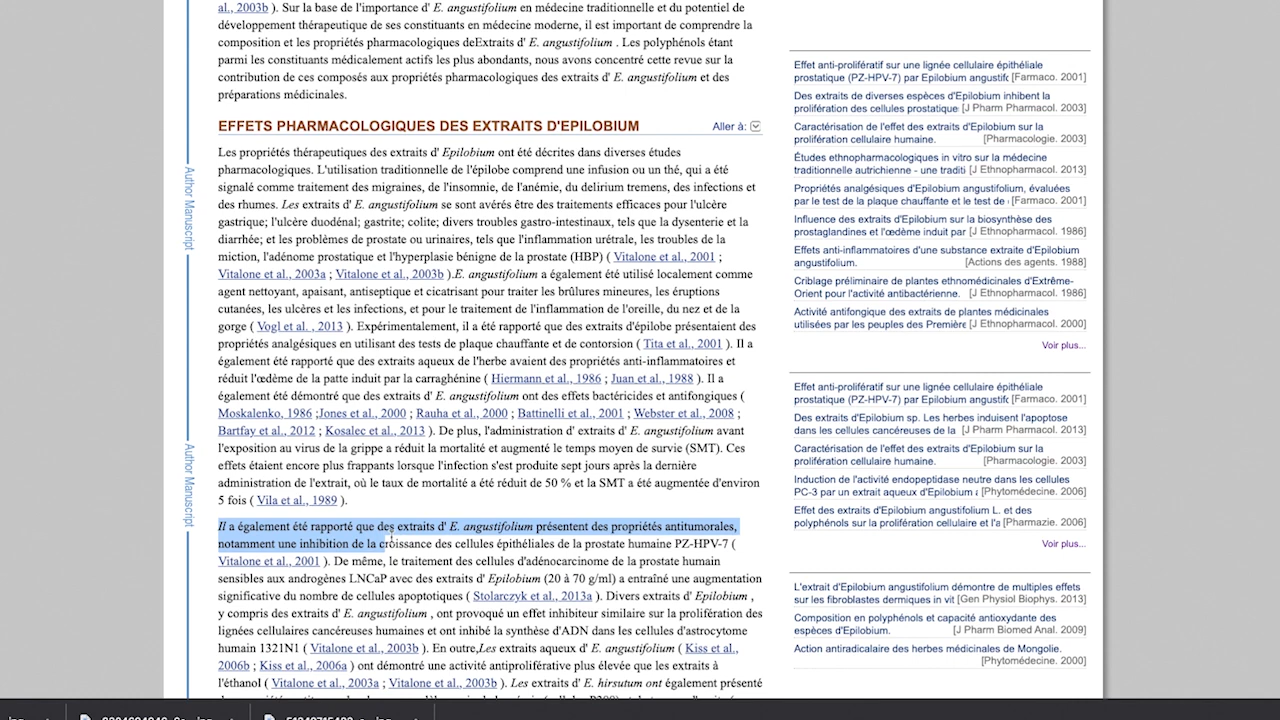 al., 2003b ). Sur la base de l'importance d' E. angustifolium en médecine traditionnelle et du potentiel de
développement thérapeutique de ses constituants en médecine moderne, il est important de comprendre la
composition et les propriétés pharmacologiques deExtraits d' E. angustifolium . Les polyphénols étant
parmi les constituants médicalement actifs les plus abondants, nous avons concentré cette revue sur la
contribution de ces composés aux propriétés pharmacologiques des extraits d' E. angustifolium et des
préparations médicinales.
EFFETS PHARMACOLOGIQUES DES EXTRAITS D'EPILOBIUM
Aller à:
Les propriétés thérapeutiques des extraits d' Epilobium ont été décrites dans diverses études
pharmacologiques. L'utilisation traditionnelle de l'épilobe comprend une infusion ou un thé, qui a été
signalé comme traitement des migraines, de l'insomnie, de l'anémie, du delirium tremens, des infections et
des rhumes. Les extraits d' E. angustifolium se sont avérés être des traitements efficaces pour l'ulcère
gastrique; l'ulcère duodénal; gastrite; colite; divers troubles gastro-intestinaux, tels que la dysenterie et la
diarrhée; et les problèmes de prostate ou urinaires, tels que l'inflammation urétrale, les troubles de la
miction, l'adénome prostatique et l'hyperplasie bénigne de la prostate (HBP) ( Vitalone et al., 2001 ;
Vitalone et al., 2003a ; Vitalone et al., 2003b ).E. angustifolium a également été utilisé localement comme
agent nettoyant, apaisant, antiseptique et cicatrisant pour traiter les brûlures mineures, les éruptions
cutanées, les ulcères et les infections, et pour le traitement de l'inflammation de l'oreille, du nez et de la
gorge ( Vogl et al. , 2013 ). Expérimentalement, il a été rapporté que des extraits d'épilobe présentaient des
propriétés analgésiques en utilisant des tests de plaque chauffante et de contorsion ( Tita et al., 2001 ). Il a
également été rapporté que des extraits aqueux de l'herbe avaient des propriétés anti-inflammatoires et
réduit l'œdème de la patte induit par la carraghénine ( Hiermann et al., 1986 ; Juan et al., 1988 ). Il a
également été démontré que des extraits d' E. angustifolium ont des effets bactéricides et antifongiques (
Moskalenko, 1986 ;Jones et al., 2000 ; Rauha et al., 2000 ; Battinelli et al., 2001 ; Webster et al., 2008 ;
Bartfay et al., 2012 ; Kosalec et al., 2013 ). De plus, l'administration d' extraits d' E. angustifolium avant
l'exposition au virus de la grippe a réduit la mortalité et augmenté le temps moyen de survie (SMT). Ces
effets étaient encore plus frappants lorsque l'infection s'est produite sept jours après la dernière
administration de l'extrait, où le taux de mortalité a été réduit de 50 % et la SMT a été augmentée d'environ
5 fois ( Vila et al., 1989 ).
Il a également été rapporté que des extraits d' E. angustifolium présentent des propriétés antitumorales,
notamment une inhibition de la croissance des cellules épithéliales de la prostate humaine PZ-HPV-7 (
Vitalone et al., 2001 ). De même, le traitement des cellules d'adénocarcinome de la prostate humain
sensibles aux androgènes LNCaP avec des extraits d' Epilobium (20 à 70 g/ml) a entraîné une augmentation
significative du nombre de cellules apoptotiques ( Stolarczyk et al., 2013a ). Divers extraits d' Epilobium ,
y compris des extraits d' E. angustifolium , ont provoqué un effet inhibiteur similaire sur la prolifération des
lignées cellulaires cancéreuses humaines et ont inhibé la synthèse d'ADN dans les cellules d'astrocytome
humain 1321N1 ( Vitalone et al., 2003b ). En outre,Les extraits aqueux d' E. angustifolium ( Kiss et al.,
2006b ; Kiss et al., 2006a ) ont démontré une activité antiproliférative plus élevée que les extraits à
l'éthanol ( Vitalone et al., 2003a ; Vitalone et al., 2003b ). Les extraits d' E. hirsutum ont également présenté
Author Manuscript
Author Manuscript
Effet anti-prolifératif sur une lignée cellulaire épithéliale
prostatique (PZ-HPV-7) par Epilobium angustif [Farmaco. 2001]
Des extraits de diverses espèces d'Epilobium inhibent la
prolifération des cellules prostatique [J Pharm Pharmacol. 2003]
Caractérisation de l'effet des extraits d'Epilobium sur la
prolifération cellulaire humaine. [Pharmacologie. 2003]
Études ethnopharmacologiques in vitro sur la médecine
traditionnelle autrichienne - une traditi [J Ethnopharmacol. 2013]
Propriétés analgésiques d'Epilobium angustifolium, évaluées
par le test de la plaque chauffante et le test de [Farmaco. 2001]
Influence des extraits d'Epilobium sur la biosynthèse des
prostaglandines et l'œdème induit par [J Ethnopharmacol. 1986]
Effets anti-inflammatoires d'une substance extraite d'Epilobium
angustifolium. [Actions des agents. 1988]
Criblage préliminaire de plantes ethnomédicinales d'Extrême-
Orient pour l'activité antibactérienne. [J Ethnopharmacol. 1986]
Activité antifongique des extraits de plantes médicinales
utilisées par les peuples des Première [J Ethnopharmacol. 2000]
Voir plus...
Effet anti-prolifératif sur une lignée cellulaire épithéliale
prostatique (PZ-HPV-7) par Epilobium angustif [Farmaco. 2001]
Des extraits d'Epilobium sp. Les herbes induisent l'apoptose
dans les cellules cancéreuses de la [J Pharm Pharmacol. 2013]
Caractérisation de l'effet des extraits d'Epilobium sur la
prolifération cellulaire humaine. [Pharmacologie. 2003]
Induction de l'activité endopeptidase neutre dans les cellules
PC-3 par un extrait aqueux d'Epilobium [Phytomédecine. 2006]
Effet des extraits d'Epilobium angustifolium L. et des
polyphénols sur la prolifération cellulaire et l'a [Pharmazie. 2006]
Voir plus...
L'extrait d'Epilobium angustifolium démontre de multiples effets
sur les fibroblastes dermiques in vit [Gen Physiol Biophys. 2013]
Composition en polyphénols et capacité antioxydante des
espèces d'Epilobium. [J Pharm Biomed Anal. 2009]
Action antiradicalaire des herbes médicinales de Mongolie.
[Phytomédecine. 2000]